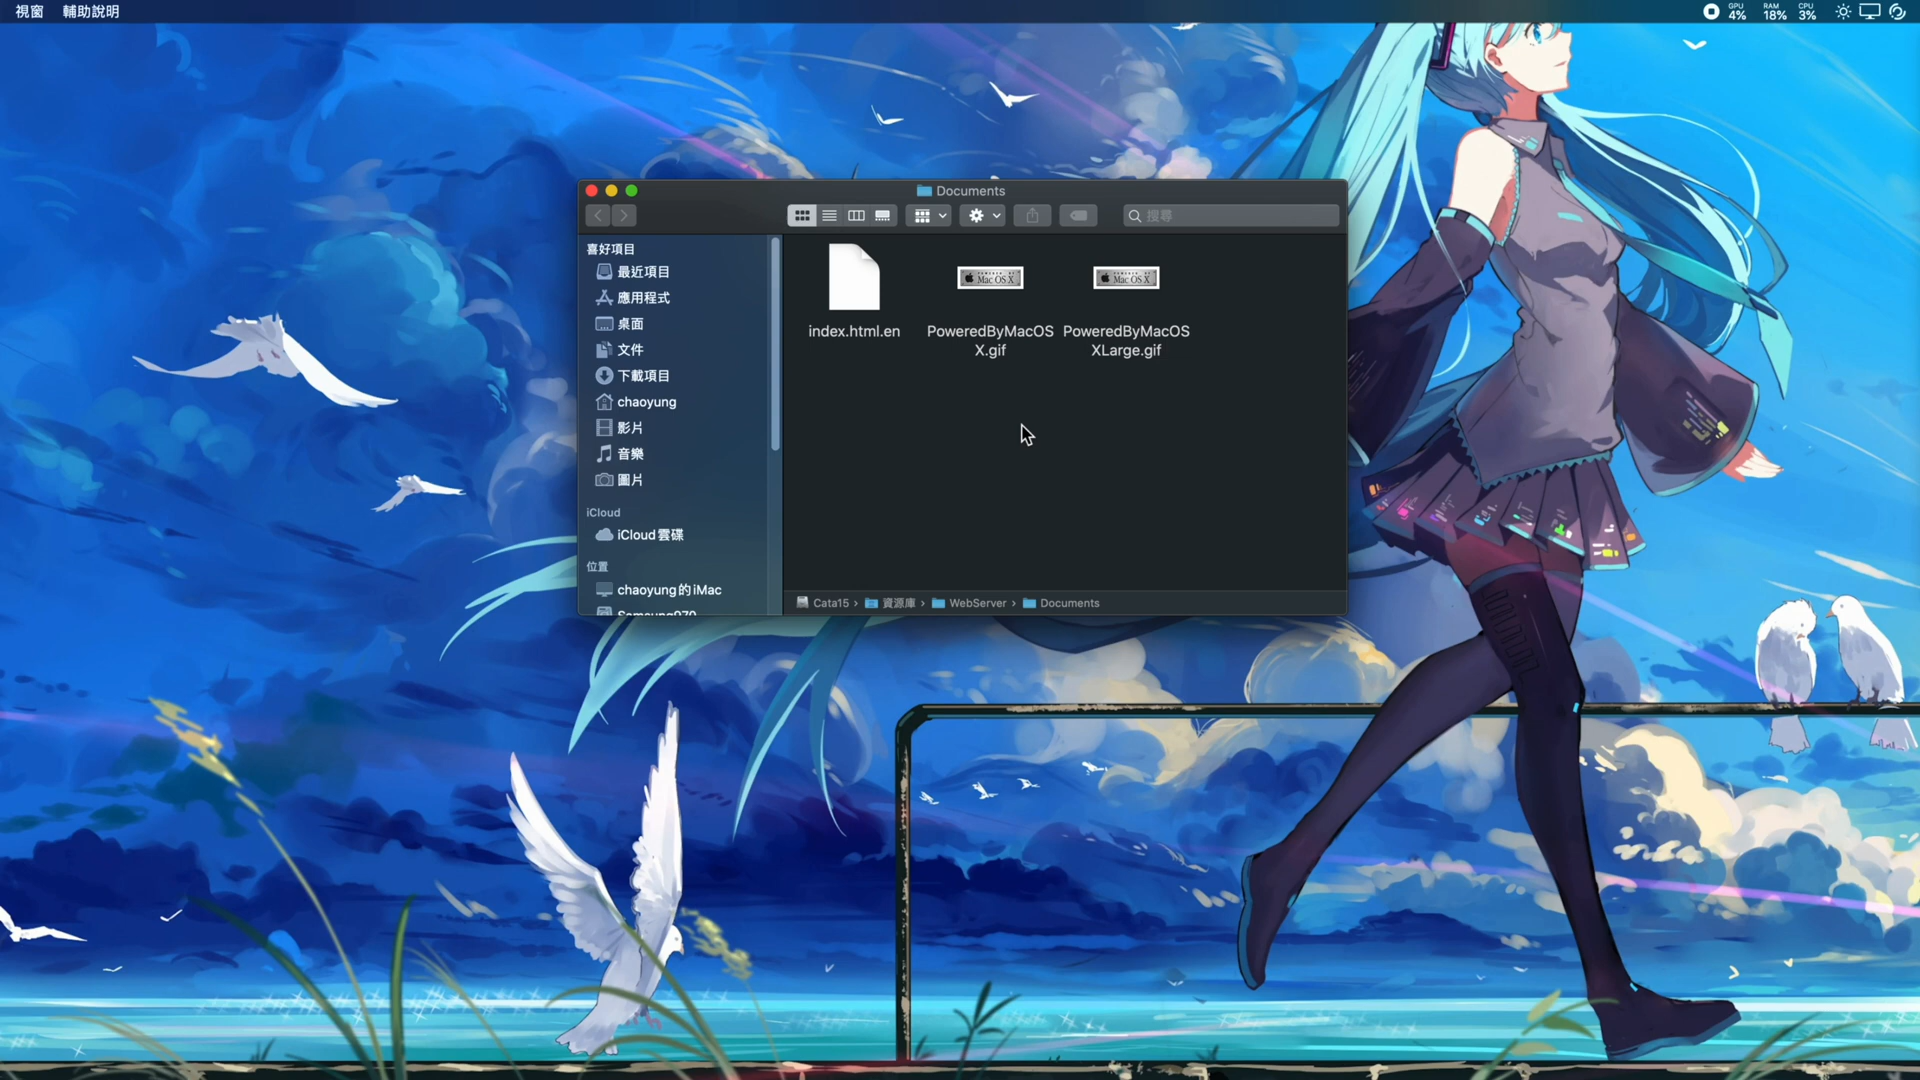 視窗 輔助說明
GPU 4% RAM 18% CPU 3%
Documents
搜尋
喜好項目
最近項目
應用程式
桌面
文件
下載項目
chaoyung
影片
音樂
圖片
iCloud
iCloud雲碟
位置
chaoyung的iMac
Samsung970
index.html.en
Mac OS X
PoweredByMacOS
X.gif
Mac OS X
PoweredByMacOS
XLarge.gif
Cata15 › 資源庫 › WebServer › Documents